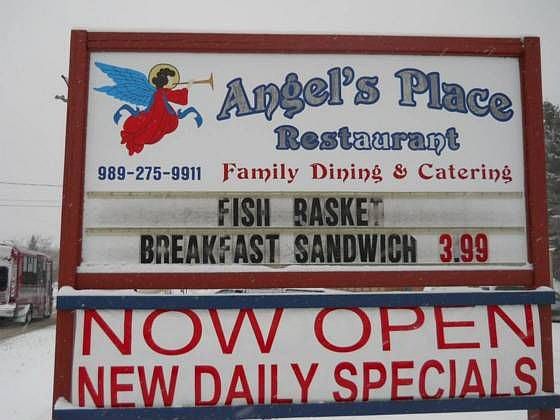 Angel's Place
Restaurant
989-275-9911 Family Dining & Catering
FISH BASKET
BREAKFAST SANDWICH 3.99
NOW OPEN
NEW DAILY SPECIALS